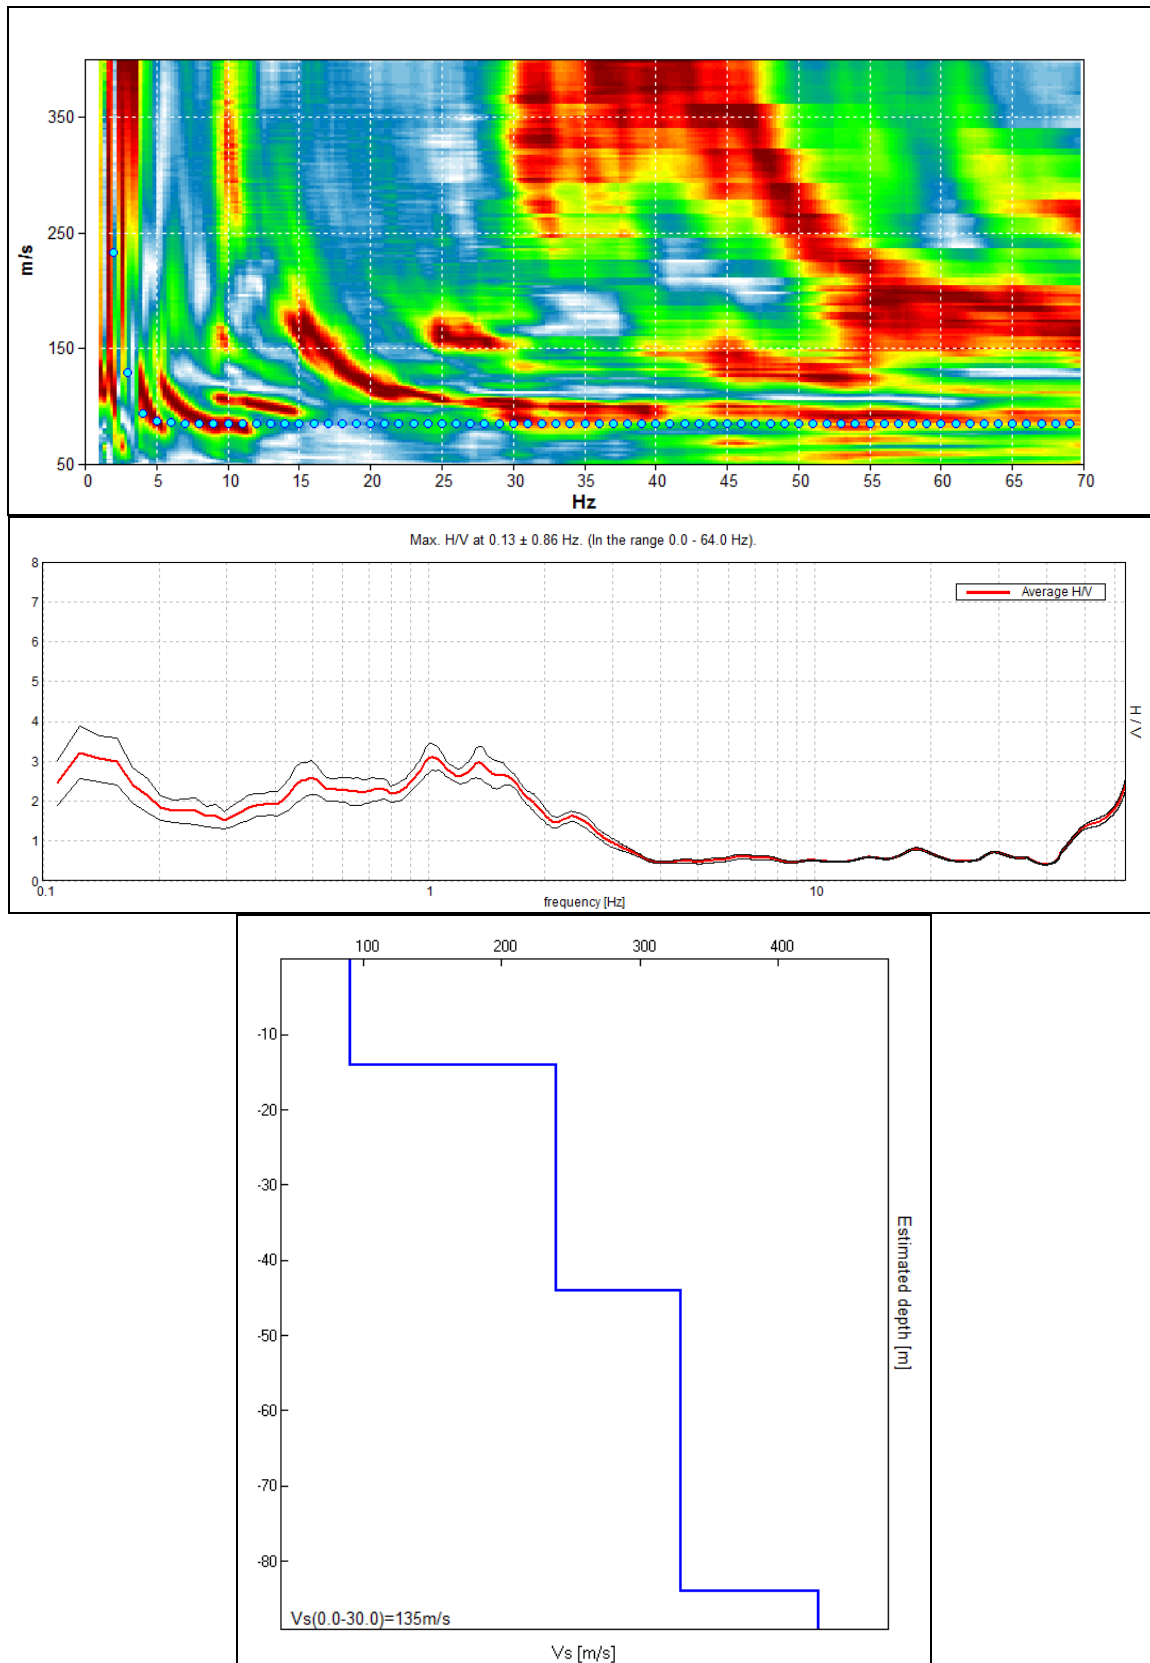 350
250
150
50
m/s
0 5 10 15 20 25 30 35 40 45 50 55 60 65 70
Hz
Max. H/V at 0.13 ± 0.86 Hz. (In the range 0.0 - 64.0 Hz).
8
7
6
5
4
3
2
1
0
Average H/V
H / V
0.1 1 10
frequency [Hz]
100 200 300 400
-10
-20
-30
-40
-50
-60
-70
-80
Estimated depth [m]
Vs(0.0-30.0)=135m/s
Vs [m/s]